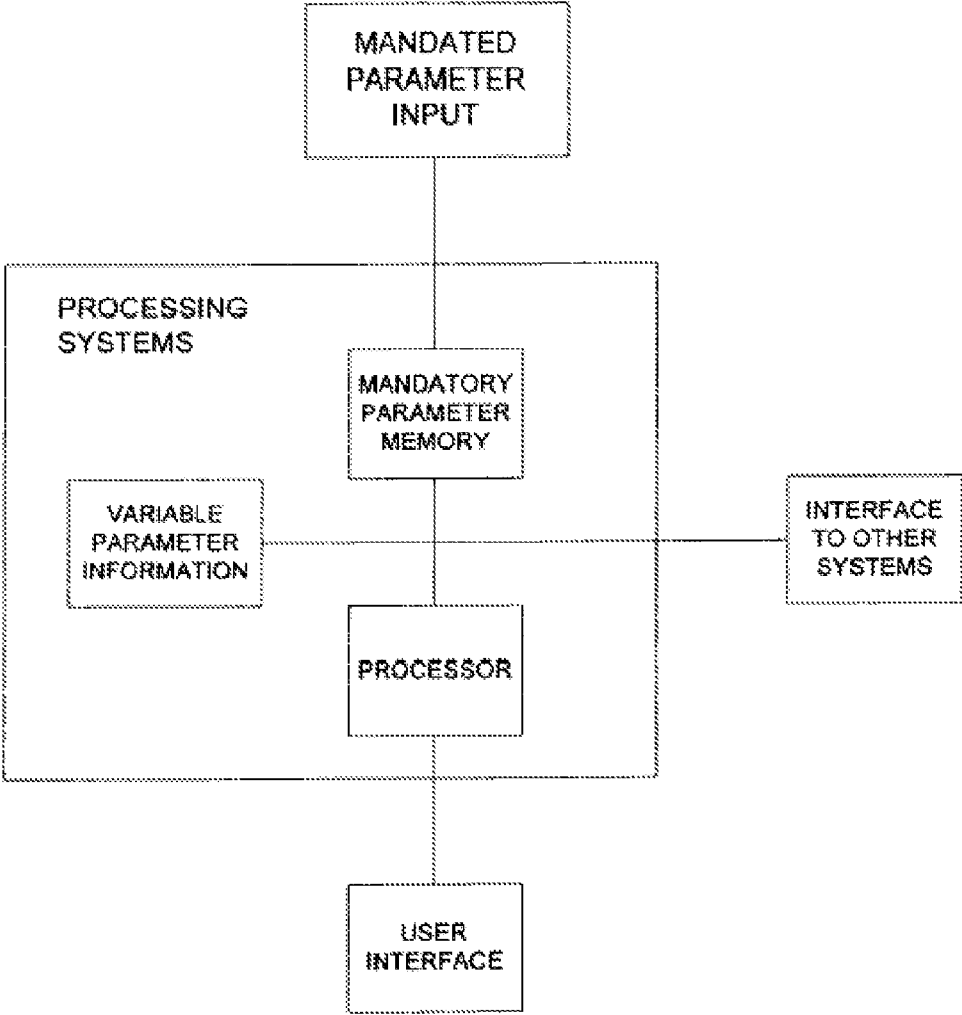 MANDATED
PARAMETER
INPUT
PROCESSING
SYSTEMS
MANDATORY
PARAMETER
MEMORY
VARIABLE
PARAMETER
INFORMATION
INTERFACE
TO OTHER
SYSTEMS
PROCESSOR
USER
INTERFACE